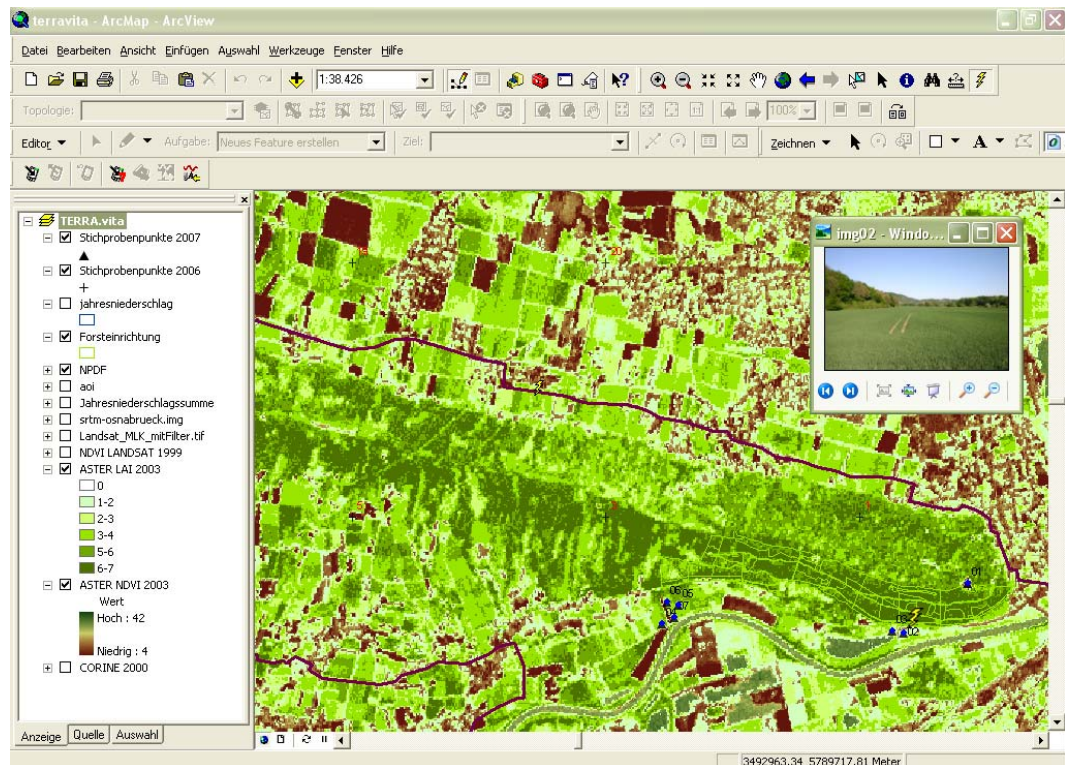 terravita - ArcMap - ArcView
Datei Bearbeiten Ansicht Einfügen Auswahl Werkzeuge Fenster Hilfe
1:38.426
Topologie: 100%
Editor Aufgabe: Neues Feature erstellen Ziel: Zeichnen A
TERRA.vita
Stichprobenpunkte 2007
Stichprobenpunkte 2006
jahresniederschlag
Forsteinrichtung
NPDF
aoi
Jahresniederschlagssumme
srtm-osnabrueck.img
Landsat_MLK_mitFilter.tif
NDVI LANDSAT 1999
ASTER LAI 2003
0
1-2
2-3
3-4
5-6
6-7
ASTER NDVI 2003
Wert
Hoch : 42
Niedrig : 4
CORINE 2000
Anzeige Quelle Auswahl
img02 - Windo...
01
06 05
07
02
3492963,34 5789717,81 Meter